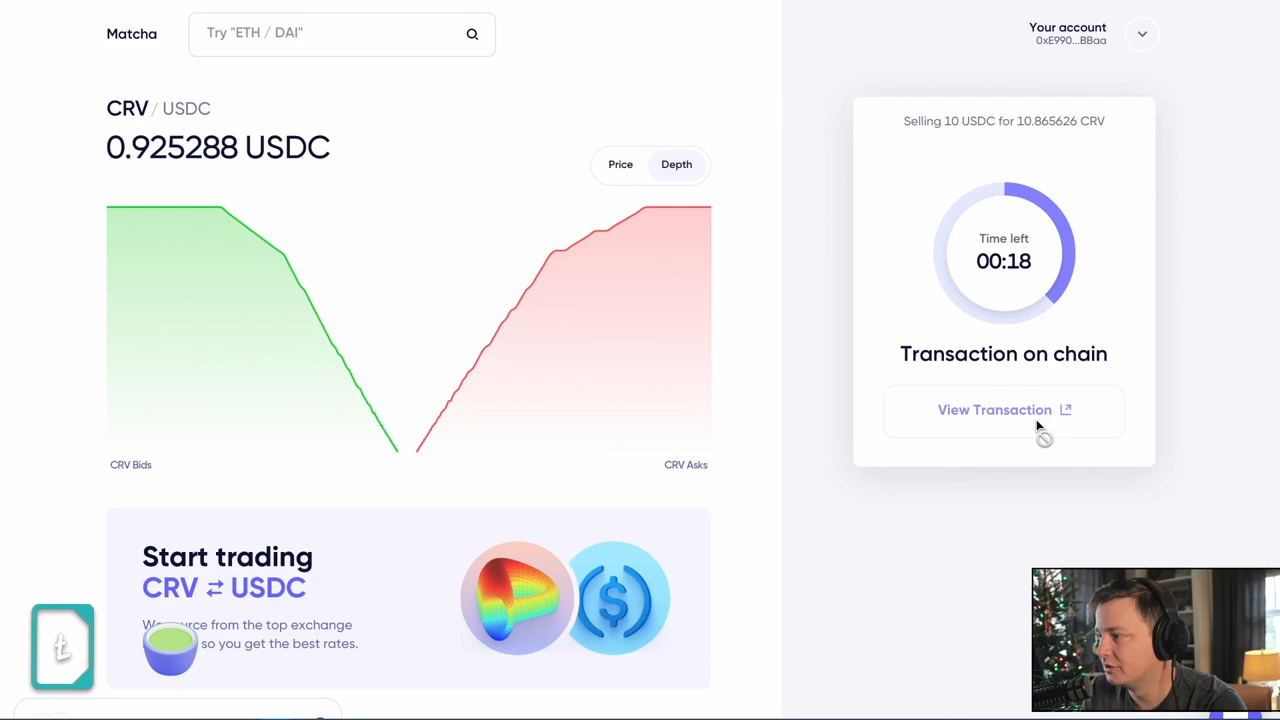 Matcha
Try "ETH / DAI"
Your account
0xE990...BBaa
CRV / USDC
0.925288 USDC
Price
Depth
CRV Bids
CRV Asks
Selling 10 USDC for 10.865626 CRV
Time left
00:18
Transaction on chain
View Transaction
Start trading
CRV ⇄ USDC
We source from the top exchange
so you get the best rates.